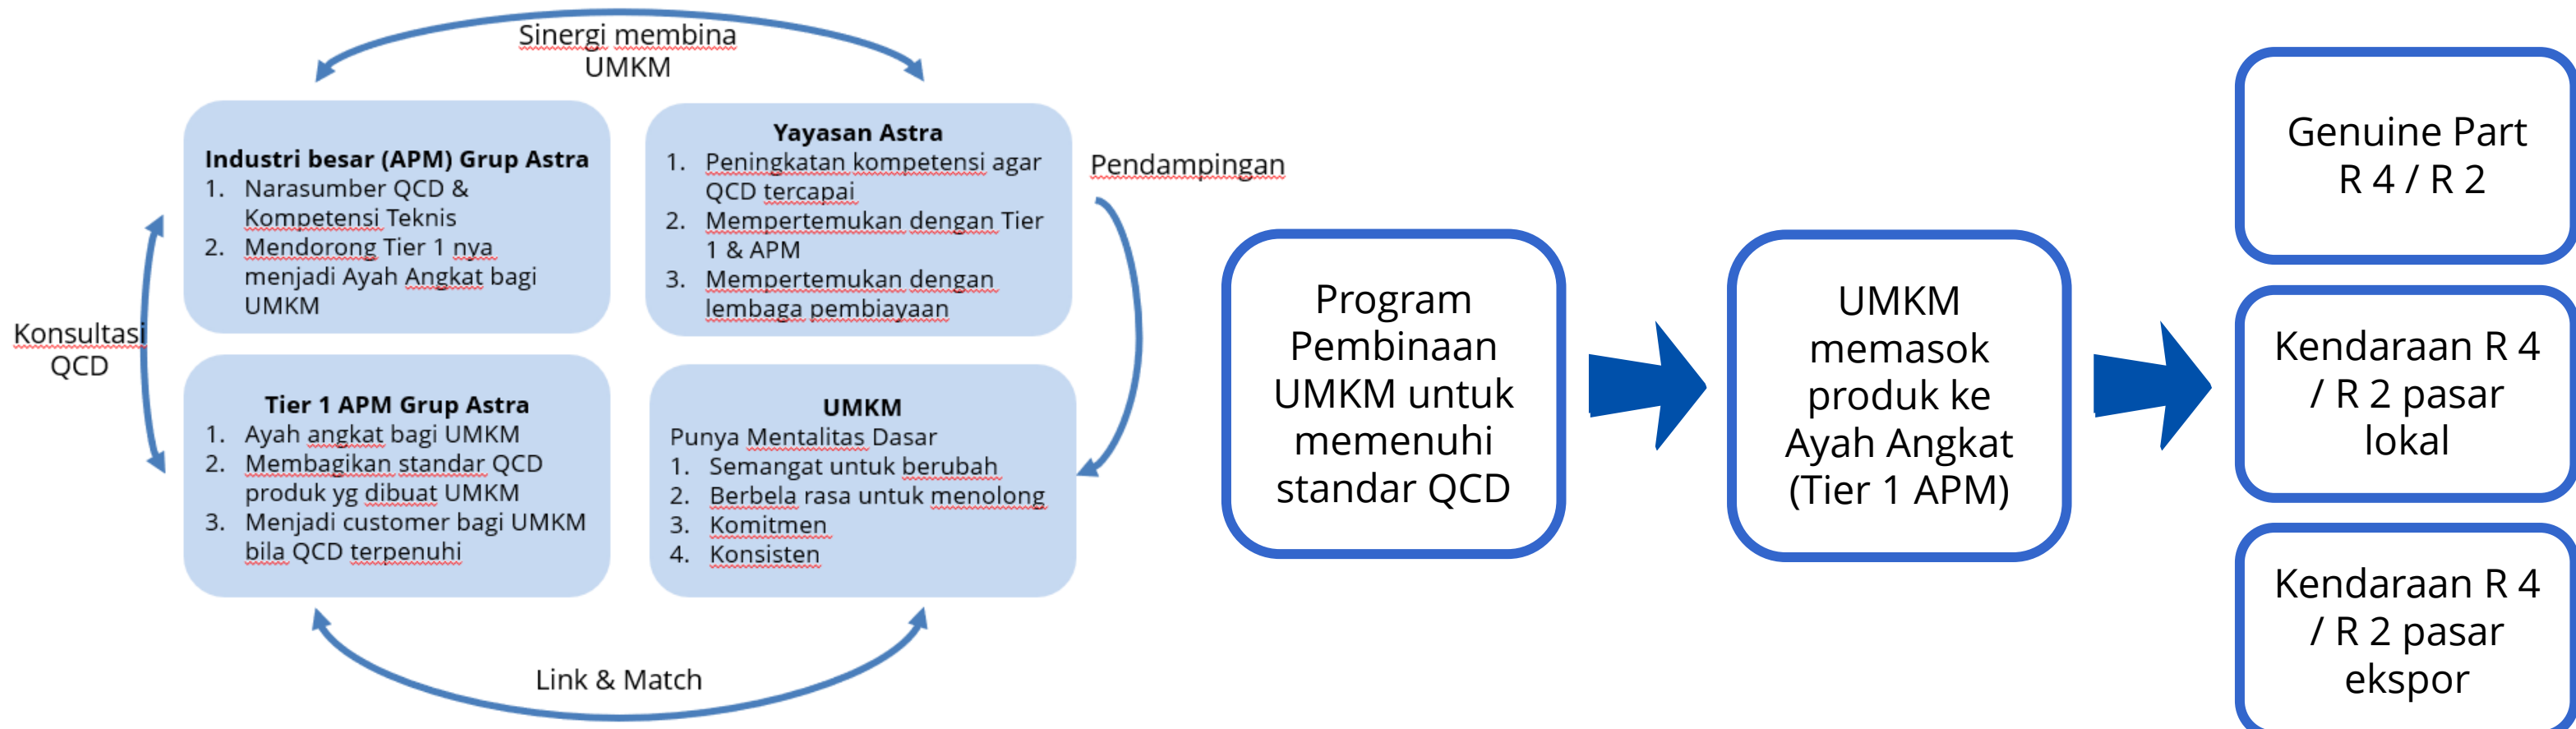 Sinergi membina
UMKM
Industri besar (APM) Grup Astra
1. Narasumber QCD &
Kompetensi Teknis
2. Mendorong Tier 1 nya
menjadi Ayah Angkat bagi
UMKM
Yayasan Astra
1. Peningkatan kompetensi agar
QCD tercapai
2. Mempertemukan dengan Tier
1 & APM
3. Mempertemukan dengan
lembaga pembiayaan
Pendampingan
Konsultasi
QCD
Tier 1 APM Grup Astra
1. Ayah angkat bagi UMKM
2. Membagikan standar QCD
produk yg dibuat UMKM
3. Menjadi customer bagi UMKM
bila QCD terpenuhi
UMKM
Punya Mentalitas Dasar
1. Semangat untuk berubah
2. Berbela rasa untuk menolong
3. Komitmen
4. Konsisten
Link & Match
Program
Pembinaan
UMKM untuk
memenuhi
standar QCD
UMKM
memasok
produk ke
Ayah Angkat
(Tier 1 APM)
Genuine Part
R 4 / R 2
Kendaraan R 4
/ R 2 pasar
lokal
Kendaraan R 4
/ R 2 pasar
ekspor